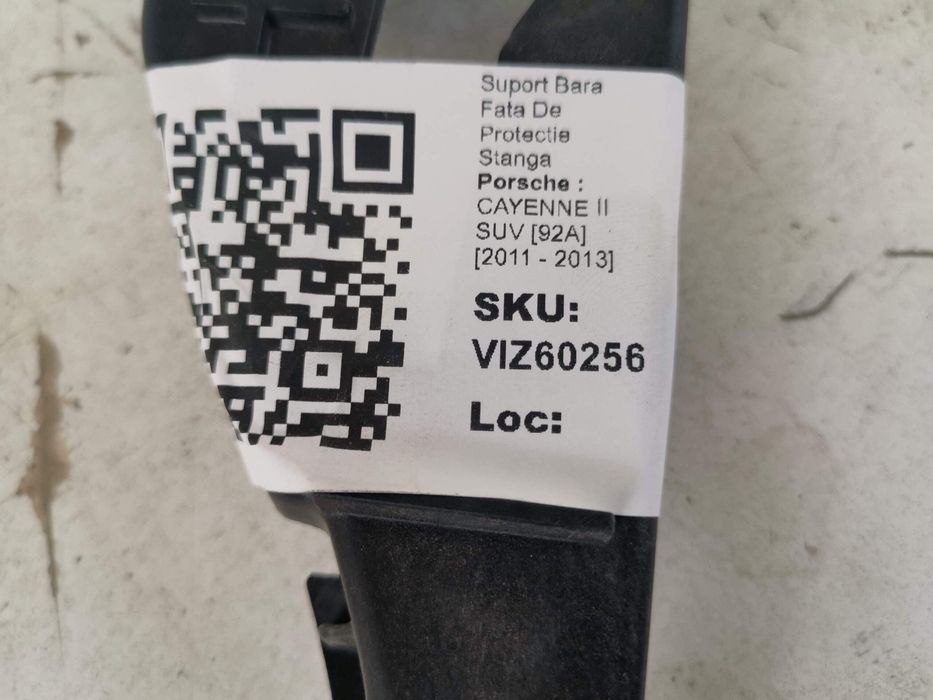 Suport Bara
Fata De
Protectie
Stanga
Porsche :
CAYENNE II
SUV [92A]
[2011 - 2013]
SKU:
VIZ60256
Loc: